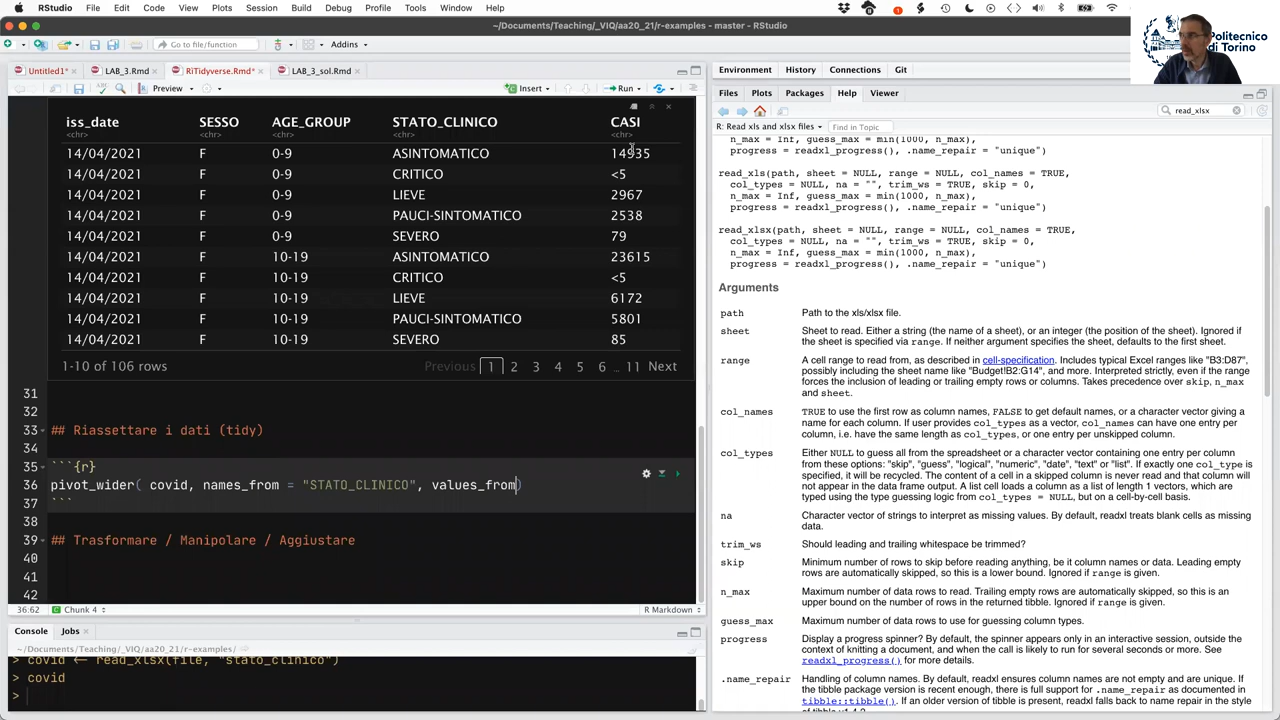 RStudio File Edit Code View Plots Session Build Debug Profile Tools Window Help
~/Documents/Teaching/_VIQ/aa20_21/r-examples - master - RStudio
Go to file/function Addins
Politecnico
di Torino
Untitled1* LAB_3.Rmd RiTidyverse.Rmd* LAB_3_sol.Rmd
Preview Insert Run
iss_date SESSO AGE_GROUP STATO_CLINICO CASI
<chr> <chr> <chr> <chr> <chr>
14/04/2021 F 0-9 ASINTOMATICO 14935
14/04/2021 F 0-9 CRITICO <5
14/04/2021 F 0-9 LIEVE 2967
14/04/2021 F 0-9 PAUCI-SINTOMATICO 2538
14/04/2021 F 0-9 SEVERO 79
14/04/2021 F 10-19 ASINTOMATICO 23615
14/04/2021 F 10-19 CRITICO <5
14/04/2021 F 10-19 LIEVE 6172
14/04/2021 F 10-19 PAUCI-SINTOMATICO 5801
14/04/2021 F 10-19 SEVERO 85
1-10 of 106 rows Previous 1 2 3 4 5 6 ... 11 Next
31
32
33 ## Riassettare i dati (tidy)
34
35 ```{r}
36 pivot_wider( covid, names_from = "STATO_CLINICO", values_from)
37 ```
38
39 ## Trasformare / Manipolare / Aggiustare
40
41
42
36:62 Chunk 4 R Markdown
Console Jobs
~/Documents/Teaching/_VIQ/aa20_21/r-examples/
> covid <- read_xlsx(file, "stato_clinico")
> covid
>
Environment History Connections Git
Files Plots Packages Help Viewer
read_xlsx
R: Read xls and xlsx files Find in Topic
n_max = Inf, guess_max = min(1000, n_max),
progress = readxl_progress(), .name_repair = "unique")
read_xls(path, sheet = NULL, range = NULL, col_names = TRUE,
col_types = NULL, na = "", trim_ws = TRUE, skip = 0,
n_max = Inf, guess_max = min(1000, n_max),
progress = readxl_progress(), .name_repair = "unique")
read_xlsx(path, sheet = NULL, range = NULL, col_names = TRUE,
col_types = NULL, na = "", trim_ws = TRUE, skip = 0,
n_max = Inf, guess_max = min(1000, n_max),
progress = readxl_progress(), .name_repair = "unique")
Arguments
path Path to the xls/xlsx file.
sheet Sheet to read. Either a string (the name of a sheet), or an integer (the position of the sheet). Ignored if
the sheet is specified via range. If neither argument specifies the sheet, defaults to the first sheet.
range A cell range to read from, as described in cell-specification. Includes typical Excel ranges like "B3:D87",
possibly including the sheet name like "Budget!B2:G14", and more. Interpreted strictly, even if the range
forces the inclusion of leading or trailing empty rows or columns. Takes precedence over skip, n_max
and sheet.
col_names TRUE to use the first row as column names, FALSE to get default names, or a character vector giving a
name for each column. If user provides col_types as a vector, col_names can have one entry per
column, i.e. have the same length as col_types, or one entry per unskipped column.
col_types Either NULL to guess all from the spreadsheet or a character vector containing one entry per column
from these options: "skip", "guess", "logical", "numeric", "date", "text" or "list". If exactly one col_type is
specified, it will be recycled. The content of a cell in a skipped column is never read and that column will
not appear in the data frame output. A list cell loads a column as a list of length 1 vectors, which are
typed using the type guessing logic from col_types = NULL, but on a cell-by-cell basis.
na Character vector of strings to interpret as missing values. By default, readxl treats blank cells as missing
data.
trim_ws Should leading and trailing whitespace be trimmed?
skip Minimum number of rows to skip before reading anything, be it column names or data. Leading empty
rows are automatically skipped, so this is a lower bound. Ignored if range is given.
n_max Maximum number of data rows to read. Trailing empty rows are automatically skipped, so this is an
upper bound on the number of rows in the returned tibble. Ignored if range is given.
guess_max Maximum number of data rows to use for guessing column types.
progress Display a progress spinner? By default, the spinner appears only in an interactive session, outside the
context of knitting a document, and when the call is likely to run for several seconds or more. See
readxl_progress() for more details.
.name_repair Handling of column names. By default, readxl ensures column names are not empty and are unique. If
the tibble package version is recent enough, there is full support for .name_repair as documented in
tibble::tibble(). If an older version of tibble is present, readxl falls back to name repair in the style